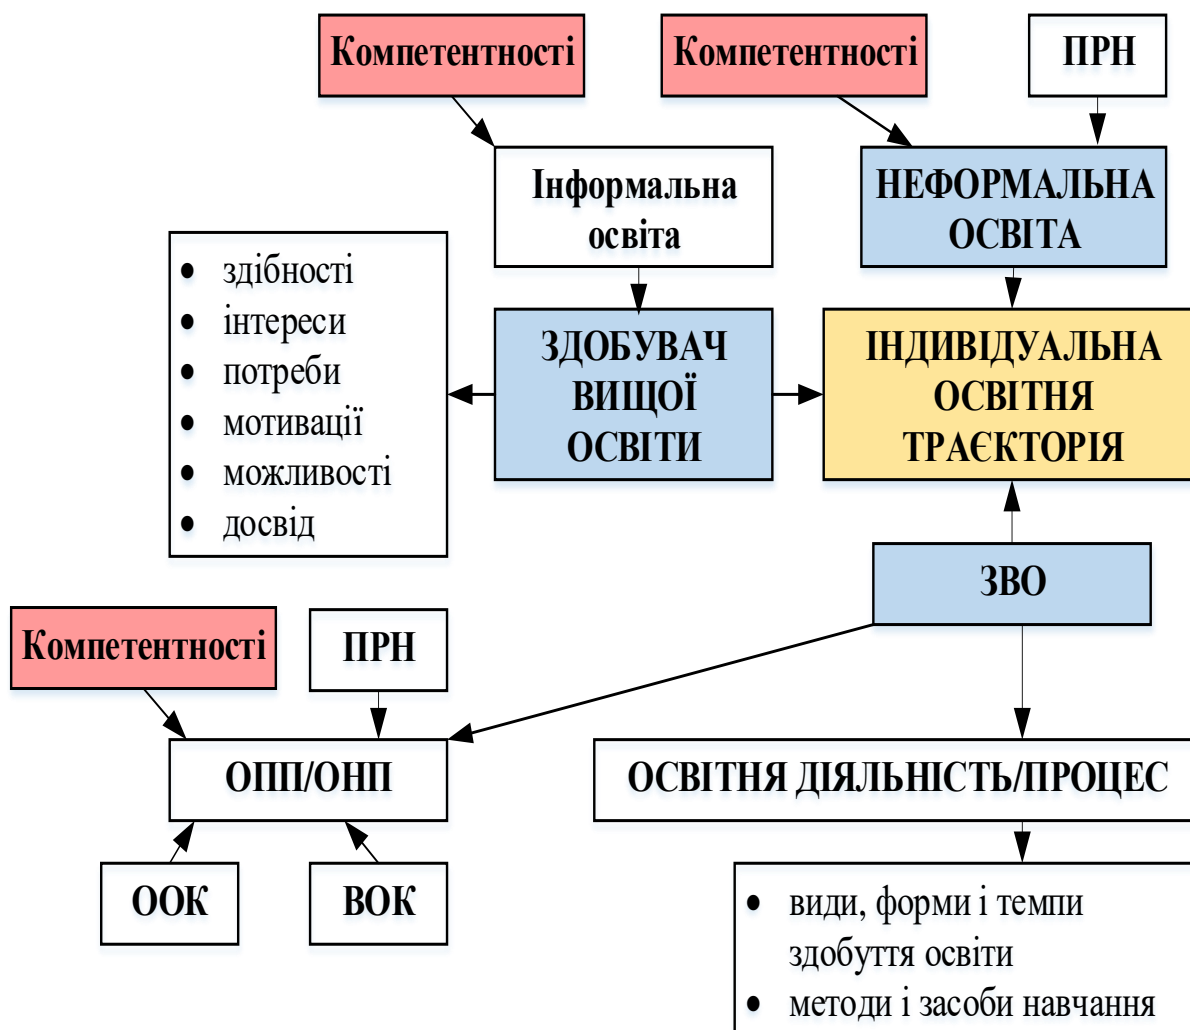 Компетентності
Компетентності
ПРН
Інформальна
освіта
НЕФОРМАЛЬНА
ОСВІТА
• здібності
• інтереси
• потреби
• мотивації
• можливості
• досвід
ЗДОБУВАЧ
ВИЩОЇ
ОСВІТИ
ІНДИВІДУАЛЬНА
ОСВІТНЯ
ТРАЄКТОРІЯ
ЗВО
Компетентності
ПРН
ОПП/ОНП
ОСВІТНЯ ДІЯЛЬНІСТЬ/ПРОЦЕС
ООК
ВОК
• види, форми і темпи
здобуття освіти
• методи і засоби навчання